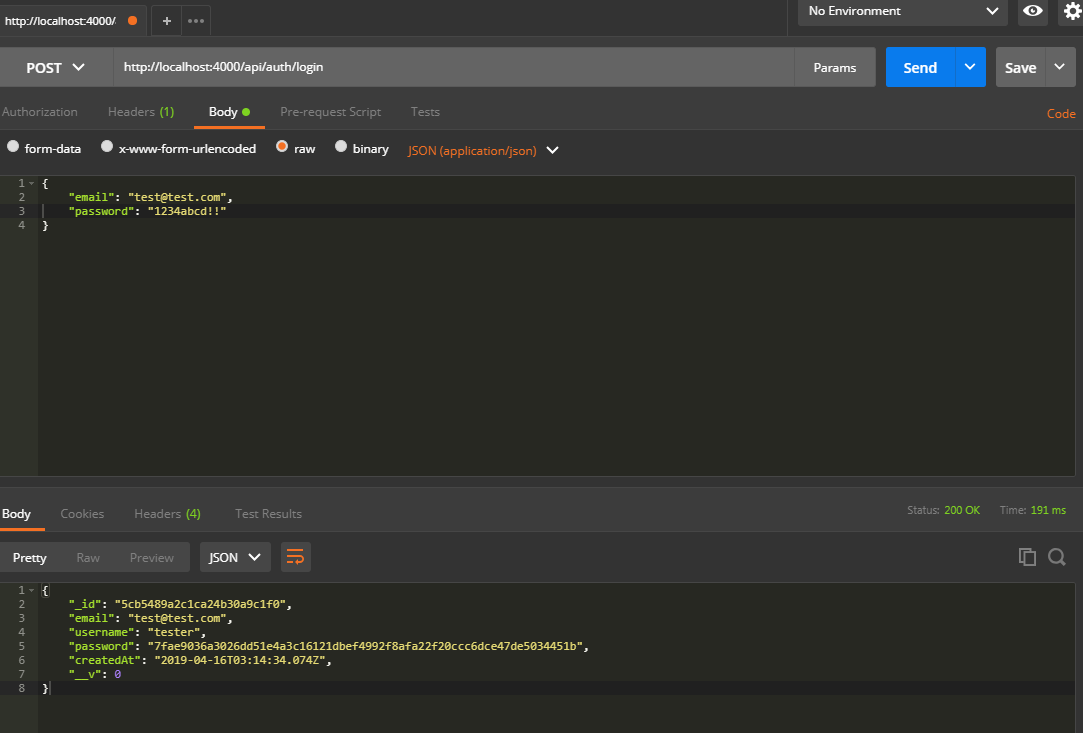 http://localhost:4000/
+
•••
No Environment
POST
http://localhost:4000/api/auth/login
Params
Send
Save
Authorization
Headers (1)
Body
Pre-request Script
Tests
Code
form-data
x-www-form-urlencoded
raw
binary
JSON (application/json)
1 {
2 "email": "test@test.com",
3 "password": "1234abcd!!"
4 }
Body
Cookies
Headers (4)
Test Results
Status: 200 OK
Time: 191 ms
Pretty
Raw
Preview
JSON
1 {
2 "_id": "5cb5489a2c1ca24b30a9c1f0",
3 "email": "test@test.com",
4 "username": "tester",
5 "password": "7fae9036a3026dd51e4a3c16121dbef4992f8afa22f20ccc6dce47de5034451b",
6 "createdAt": "2019-04-16T03:14:34.074Z",
7 "__v": 0
8 }